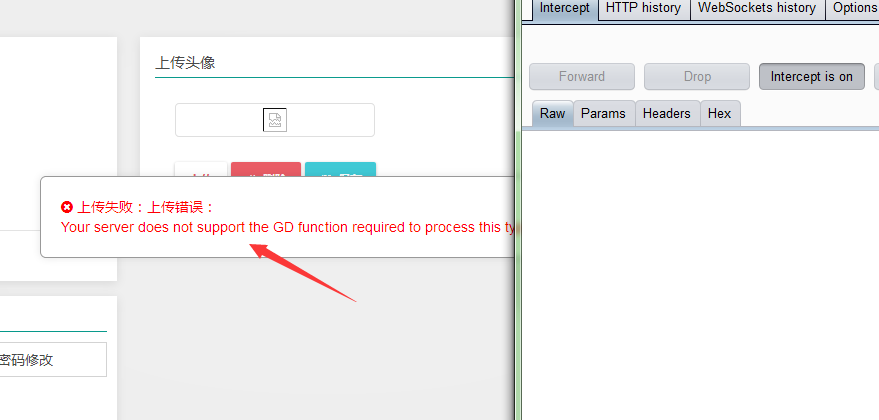 上传头像
上传失败：上传错误：
Your server does not support the GD function required to process this ty
密码修改
Intercept
HTTP history
WebSockets history
Options
Forward
Drop
Intercept is on
Raw
Params
Headers
Hex